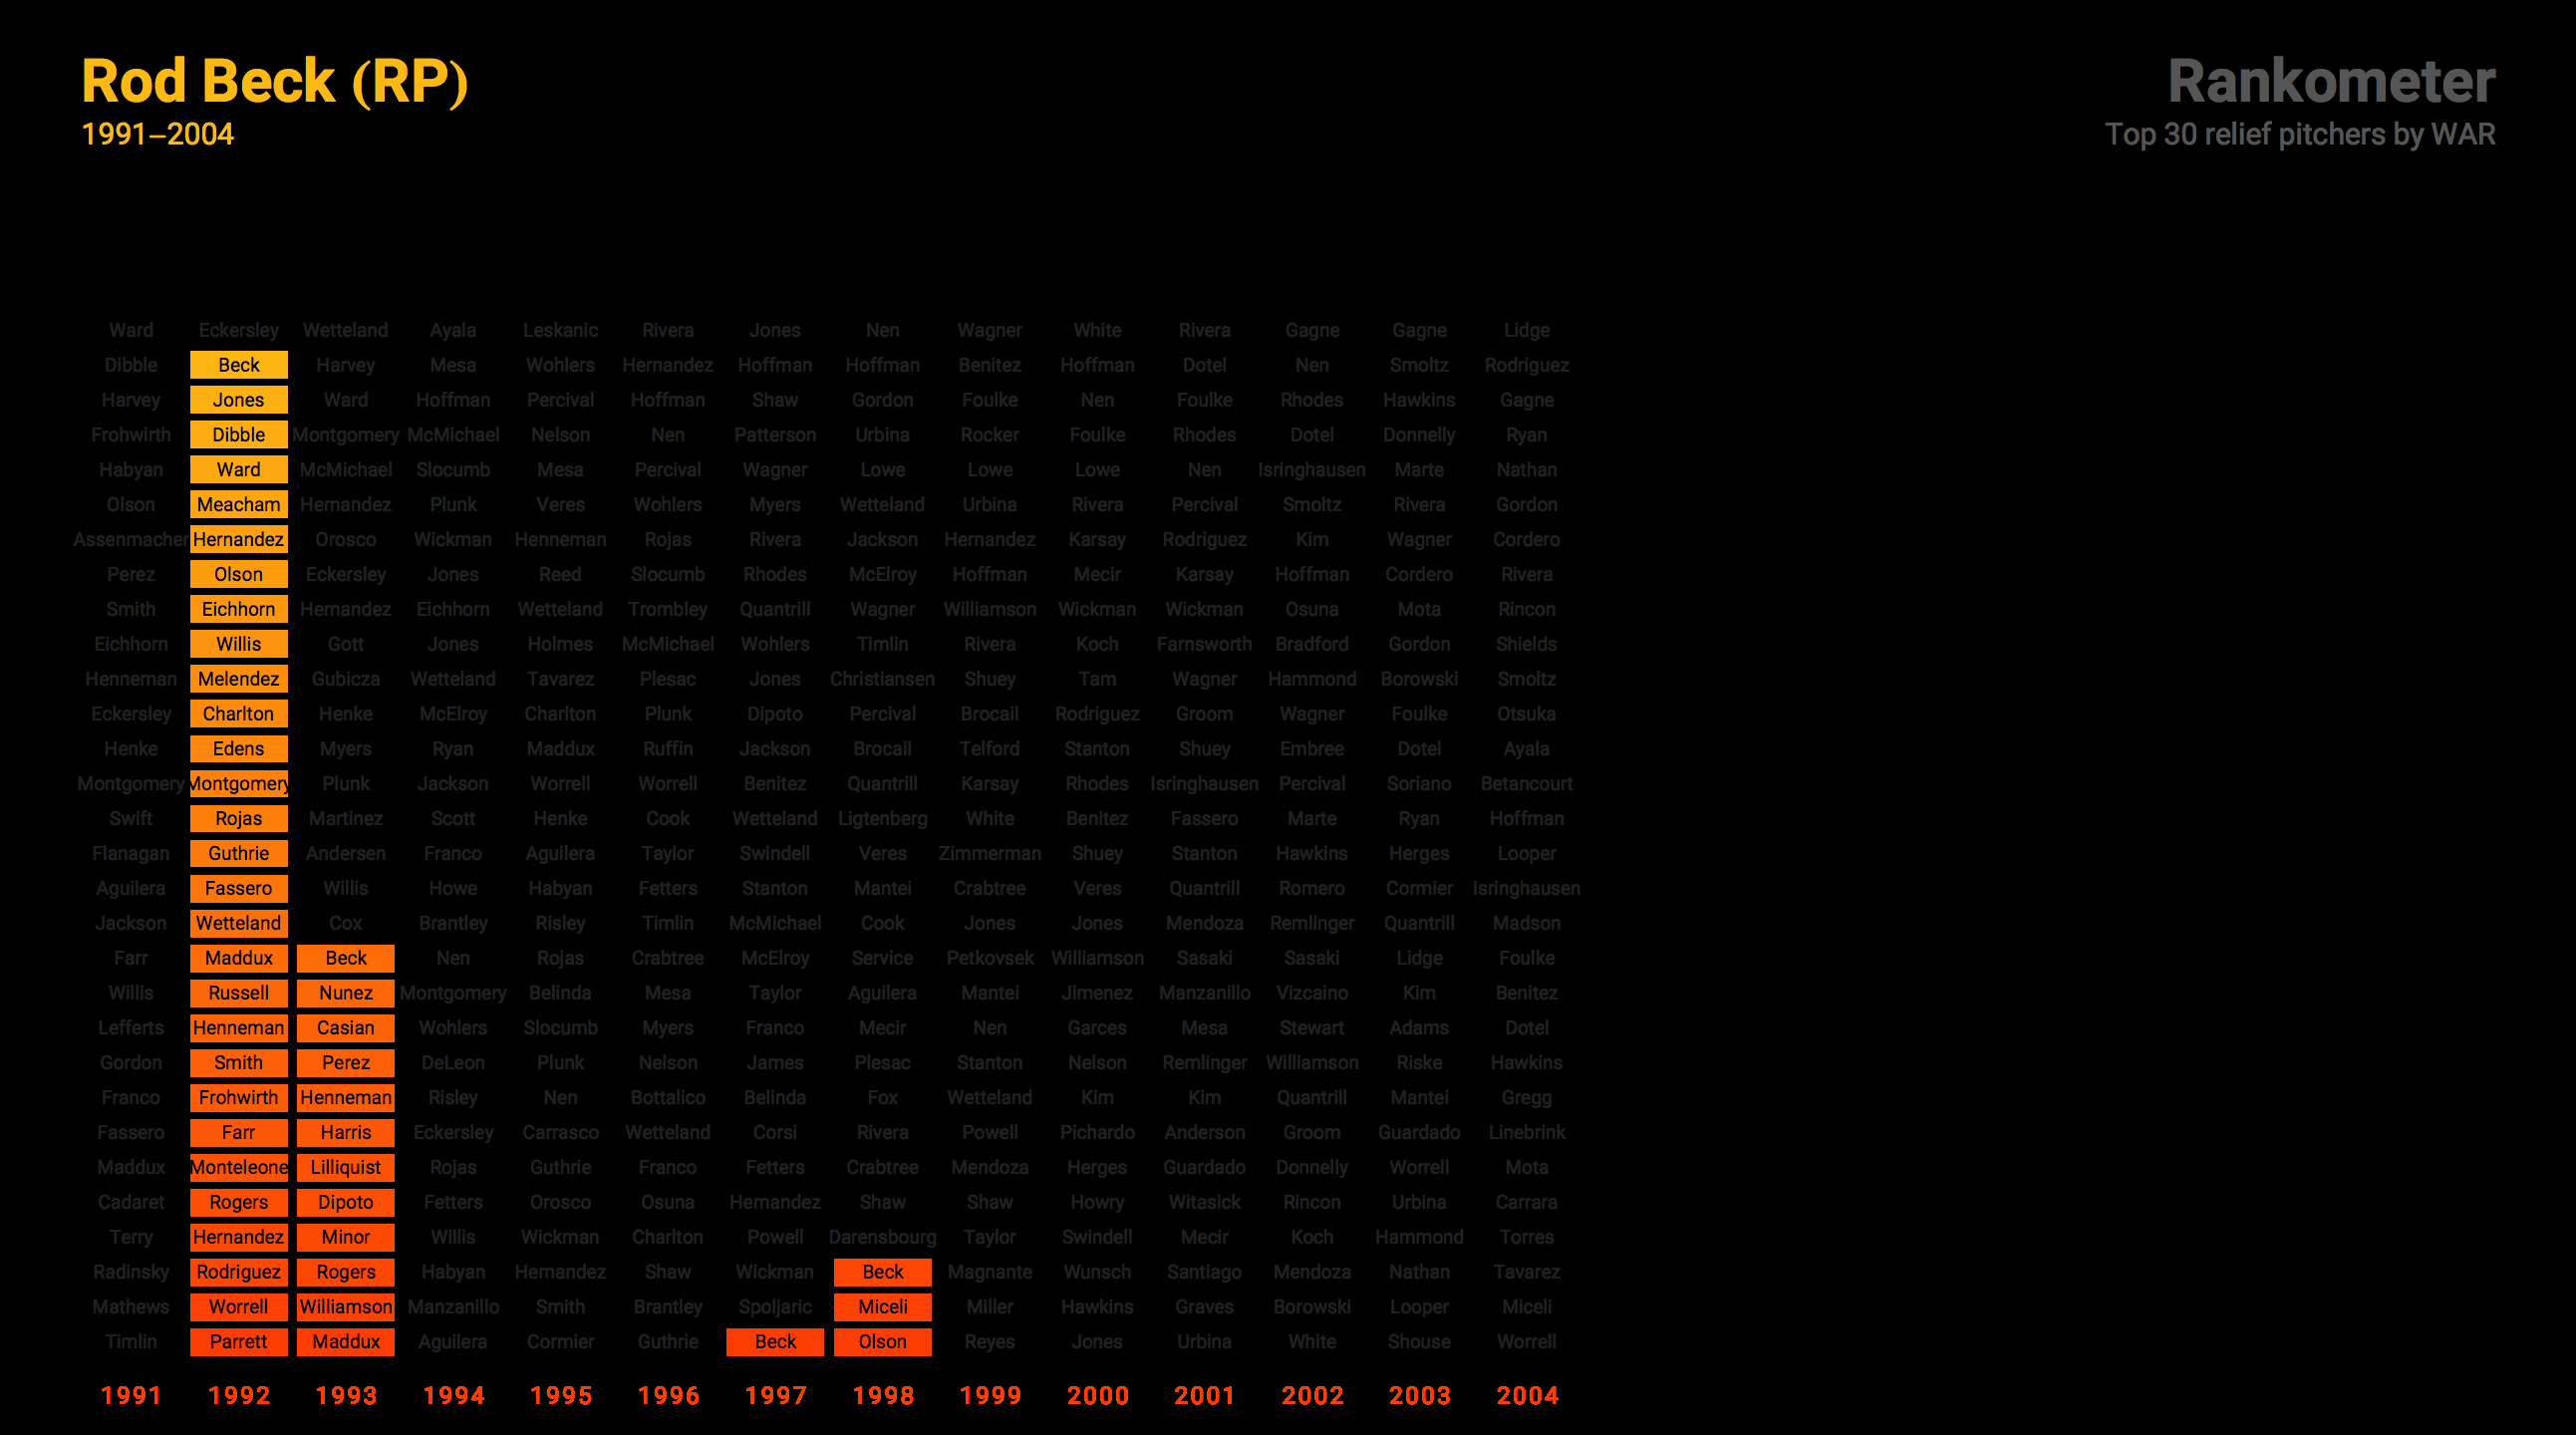 Rod Beck (RP)
1991–2004
Rankometer
Top 30 relief pitchers by WAR
Ward Eckersley Wetteland Ayala Leskanic Rivera Jones Nen Wagner White Rivera Gagne Gagne Lidge
Dibble Beck Harvey Mesa Wohlers Hernandez Hoffman Hoffman Benitez Hoffman Dotel Nen Smoltz Rodriguez
Harvey Jones Ward Hoffman Percival Hoffman Shaw Gordon Foulke Nen Foulke Rhodes Hawkins Gagne
Frohwirth Dibble Montgomery McMichael Nelson Nen Patterson Urbina Rocker Foulke Rhodes Dotel Donnelly Ryan
Habyan Ward McMichael Slocumb Mesa Percival Wagner Lowe Lowe Lowe Nen Isringhausen Marte Nathan
Olson Meacham Hernandez Plunk Veres Wohlers Myers Wetteland Urbina Rivera Percival Smoltz Rivera Gordon
Assenmacher Hernandez Orosco Wickman Henneman Rojas Rivera Jackson Hernandez Karsay Rodriguez Kim Wagner Cordero
Perez Olson Eckersley Jones Reed Slocumb Rhodes McElroy Hoffman Mecir Karsay Hoffman Cordero Rivera
Smith Eichhorn Hernandez Eichhorn Wetteland Trombley Quantrill Wagner Williamson Wickman Wickman Osuna Mota Rincon
Eichhorn Willis Gott Jones Holmes McMichael Wohlers Timlin Rivera Koch Farnsworth Bradford Gordon Shields
Henneman Melendez Gubicza Wetteland Tavarez Plesac Jones Christiansen Shuey Tam Wagner Hammond Borowski Smoltz
Eckersley Charlton Henke McElroy Charlton Plunk Dipoto Percival Brocail Rodriguez Groom Wagner Foulke Otsuka
Henke Edens Myers Ryan Maddux Ruffin Jackson Brocail Telford Stanton Shuey Embree Dotel Ayala
Montgomery Montgomery Plunk Jackson Worrell Worrell Benitez Quantrill Karsay Rhodes Isringhausen Percival Soriano Betancourt
Swift Rojas Martinez Scott Henke Cook Wetteland Ligtenberg White Benitez Fassero Marte Ryan Hoffman
Flanagan Guthrie Andersen Franco Aguilera Taylor Swindell Veres Zimmerman Shuey Stanton Hawkins Herges Looper
Aguilera Fassero Willis Howe Habyan Fetters Stanton Mantei Crabtree Veres Quantrill Romero Cormier Isringhausen
Jackson Wetteland Cox Brantley Risley Timlin McMichael Cook Jones Jones Mendoza Remlinger Quantrill Madson
Farr Maddux Beck Nen Rojas Crabtree McElroy Service Petkovsek Williamson Sasaki Sasaki Lidge Foulke
Willis Russell Nunez Montgomery Belinda Mesa Taylor Aguilera Mantei Jimenez Manzanillo Vizcaino Kim Benitez
Lefferts Henneman Casian Wohlers Slocumb Myers Franco Mecir Nen Garces Mesa Stewart Adams Dotel
Gordon Smith Perez DeLeon Plunk Nelson James Plesac Stanton Nelson Remlinger Williamson Riske Hawkins
Franco Frohwirth Henneman Risley Nen Bottalico Belinda Fox Wetteland Kim Kim Quantrill Mantei Gregg
Fassero Farr Harris Eckersley Carrasco Wetteland Corsi Rivera Powell Pichardo Anderson Groom Guardado Linebrink
Maddux Monteleone Lilliquist Rojas Guthrie Franco Fetters Crabtree Mendoza Herges Guardado Donnelly Worrell Mota
Cadaret Rogers Dipoto Fetters Orosco Osuna Hernandez Shaw Shaw Howry Witasick Rincon Urbina Carrara
Terry Hernandez Minor Willis Wickman Charlton Powell Darensbourg Taylor Swindell Mecir Koch Hammond Torres
Radinsky Rodriguez Rogers Habyan Hernandez Shaw Wickman Beck Magnante Wunsch Santiago Mendoza Nathan Tavarez
Mathews Worrell Williamson Manzanillo Smith Brantley Spoljaric Miceli Miller Hawkins Graves Borowski Looper Miceli
Timlin Parrett Maddux Aguilera Cormier Guthrie Beck Olson Reyes Jones Urbina White Shouse Worrell
1991 1992 1993 1994 1995 1996 1997 1998 1999 2000 2001 2002 2003 2004